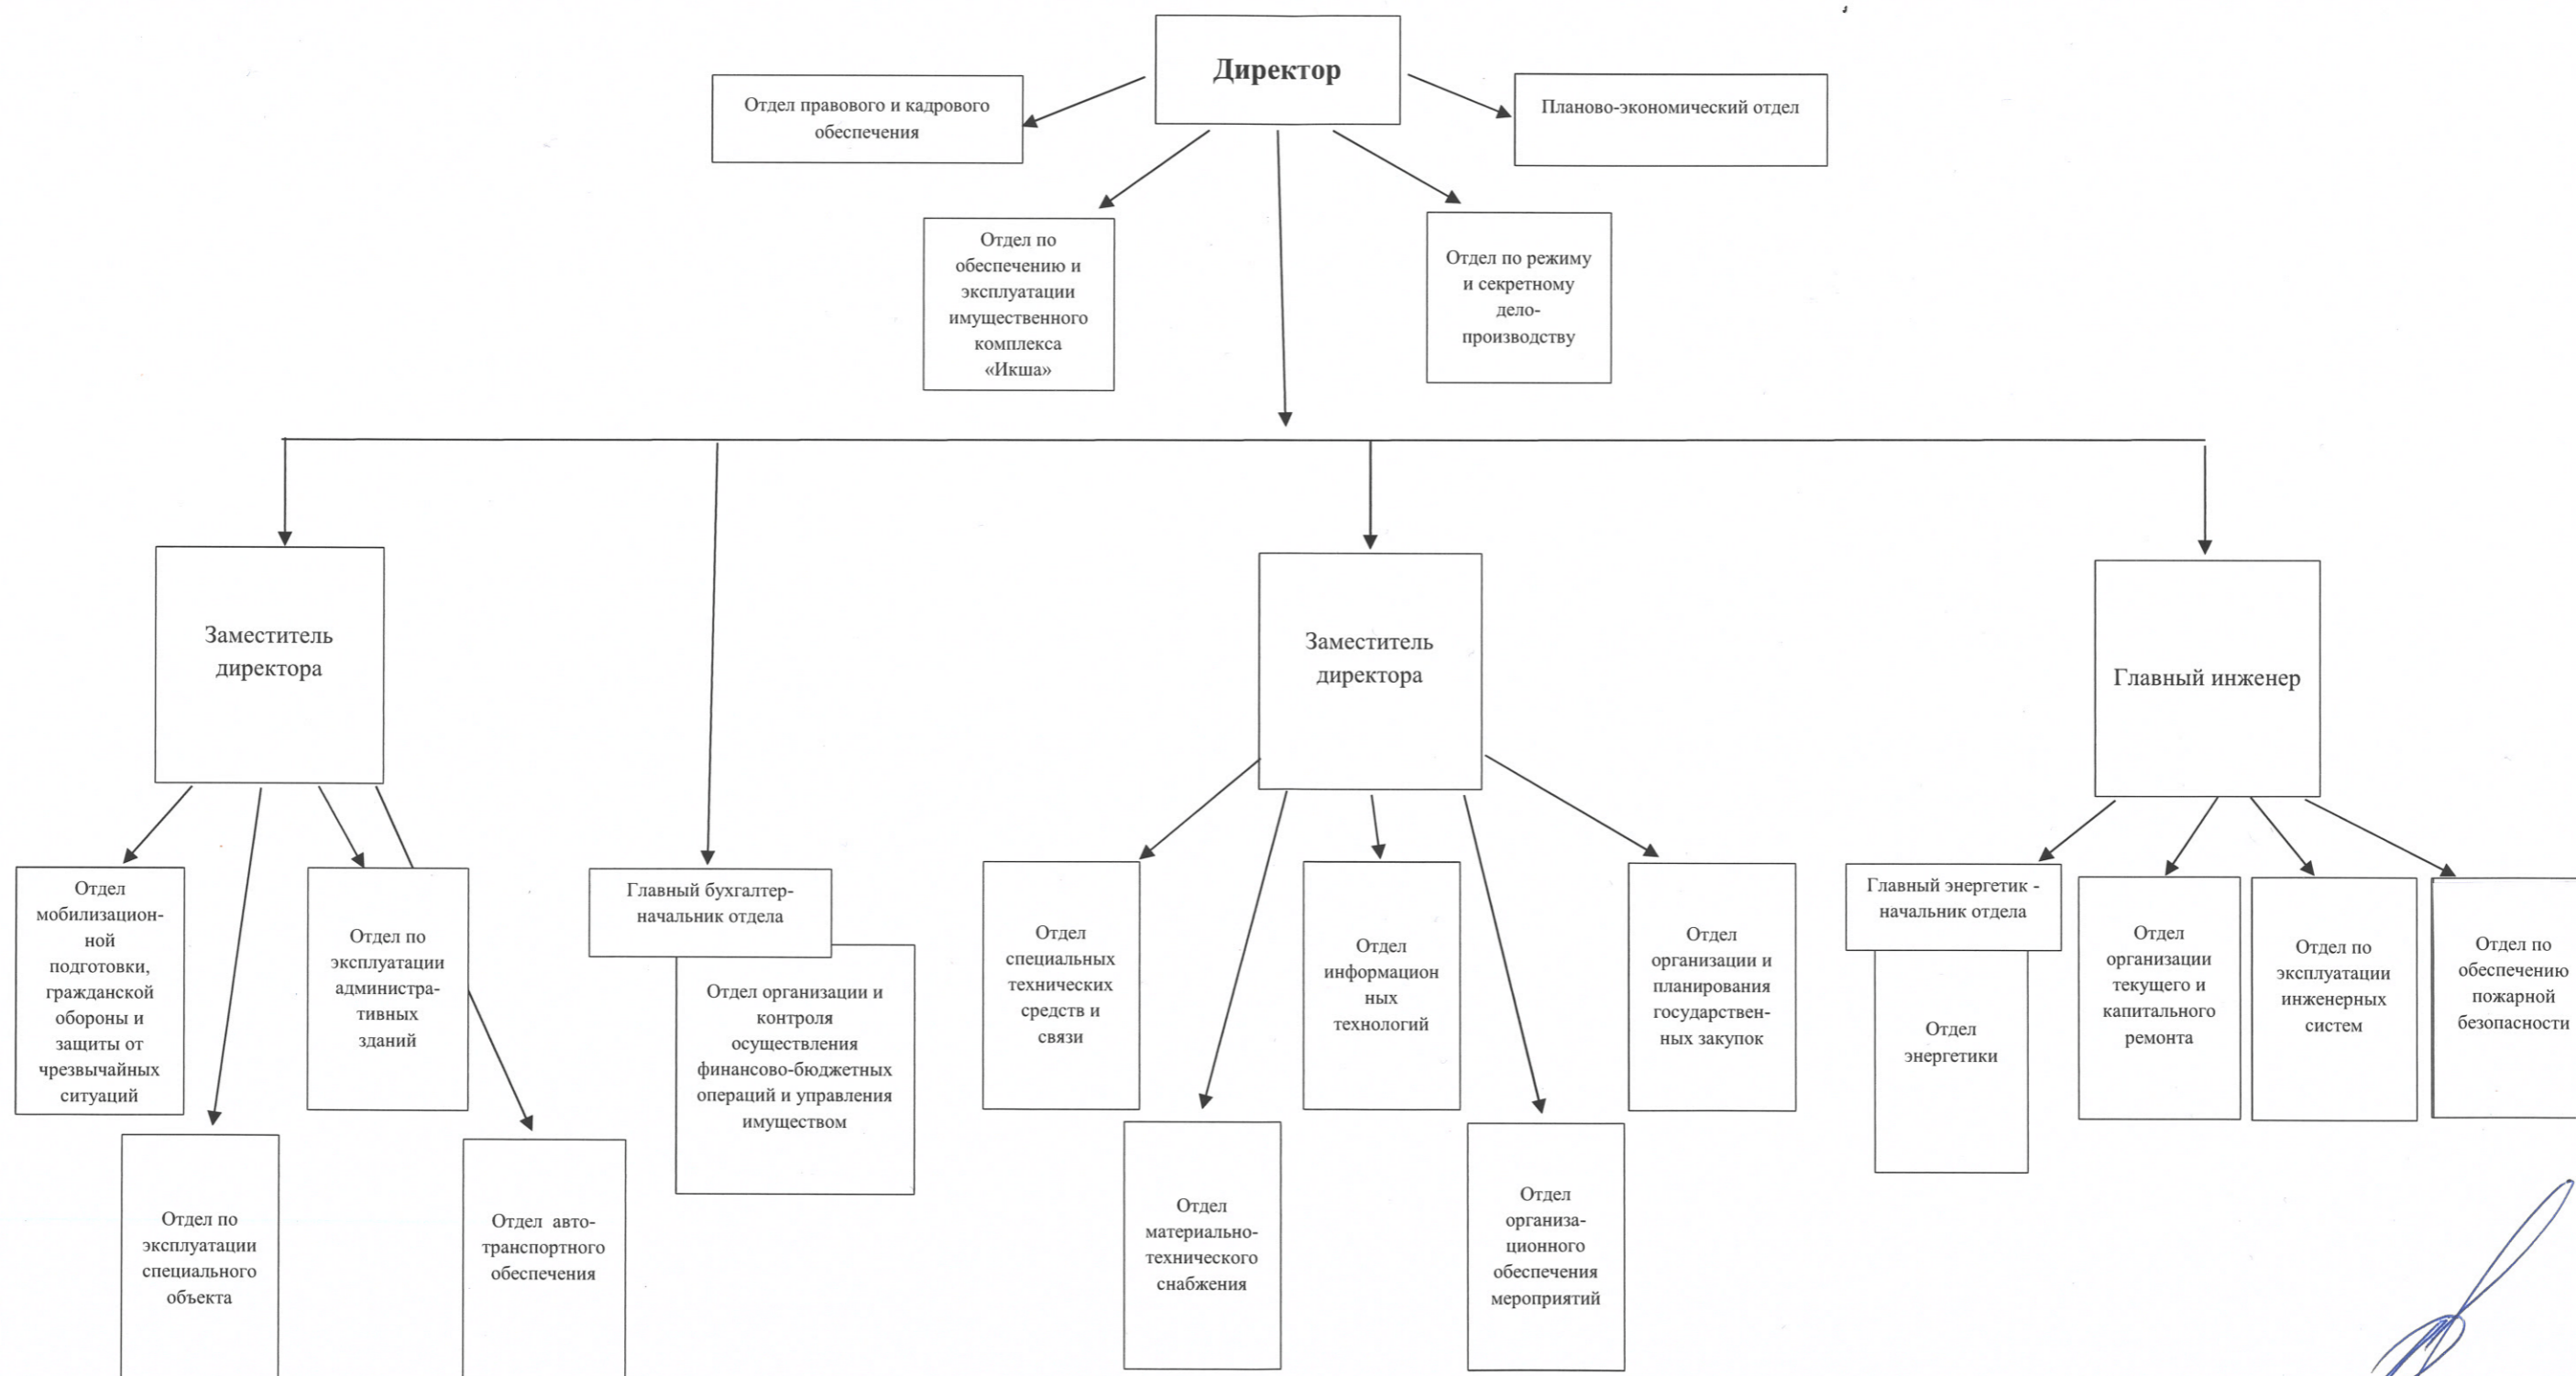 Директор
Отдел правового и кадрового
обеспечения
Планово-экономический отдел
Отдел по
обеспечению и
эксплуатации
имущественного
комплекса
«Икша»
Отдел по режиму
и секретному
дело-
производству
Заместитель
директора
Заместитель
директора
Главный инженер
Отдел
мобилизацион-
ной
подготовки,
гражданской
обороны и
защиты от
чрезвычайных
ситуаций
Отдел по
эксплуатации
администра-
тивных
зданий
Главный бухгалтер-
начальник отдела
Отдел организации и
контроля
осуществления
финансово-бюджетных
операций и управления
имуществом
Отдел
специальных
технических
средств и
связи
Отдел
информацион
ных
технологий
Отдел
организации и
планирования
государствен-
ных закупок
Главный энергетик -
начальник отдела
Отдел
энергетики
Отдел
организации
текущего и
капитального
ремонта
Отдел по
эксплуатации
инженерных
систем
Отдел по
обеспечению
пожарной
безопасности
Отдел по
эксплуатации
специального
объекта
Отдел авто-
транспортного
обеспечения
Отдел
материально-
технического
снабжения
Отдел
организа-
ционного
обеспечения
мероприятий